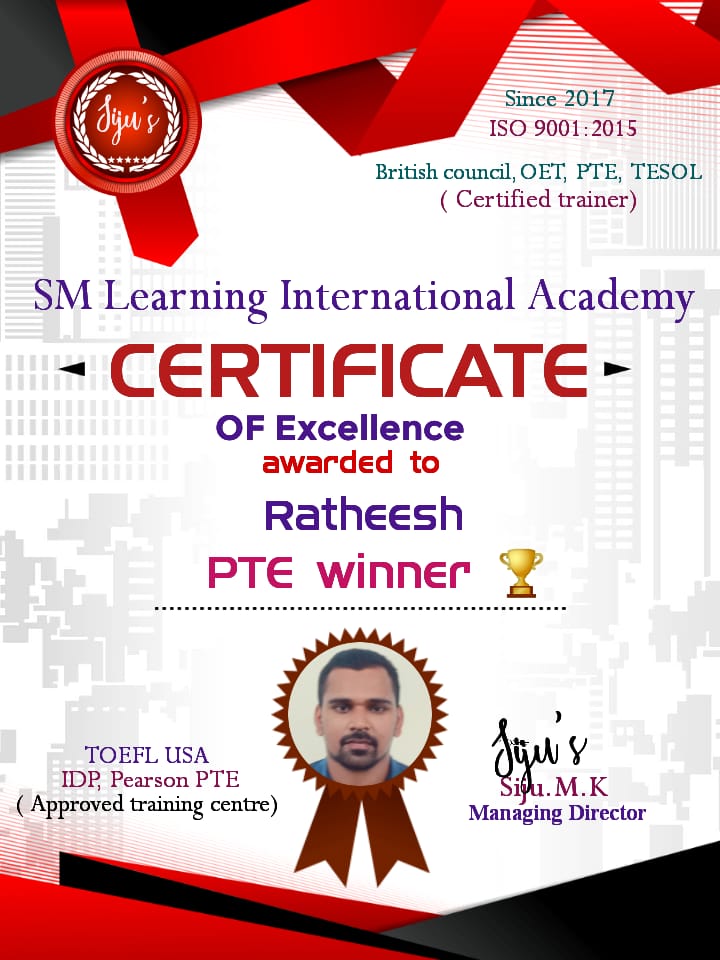 Siju's
Since 2017
ISO 9001:2015
British council, OET, PTE, TESOL
( Certified trainer)
SM Learning International Academy
CERTIFICATE
OF Excellence
awarded to
Ratheesh
PTE winner
TOEFL USA
IDP, Pearson PTE
( Approved training centre)
Siju's
Siju.M.K
Managing Director